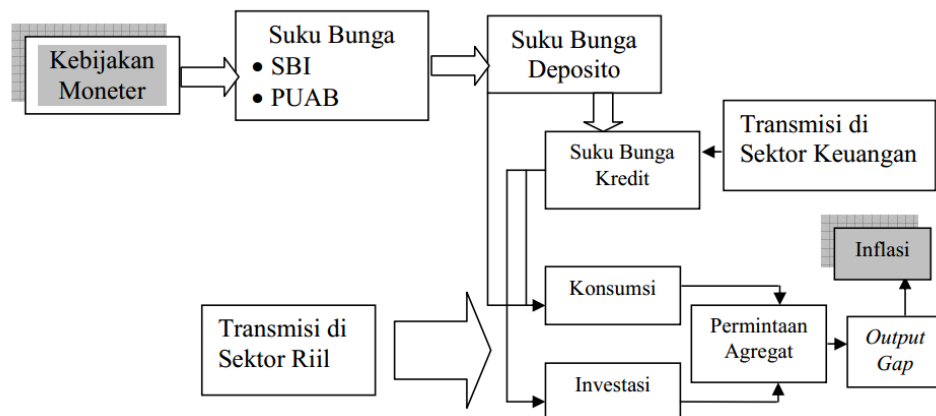 Kebijakan
Moneter
Suku Bunga
• SBI
• PUAB
Suku Bunga
Deposito
Suku Bunga
Kredit
Transmisi di
Sektor Keuangan
Inflasi
Konsumsi
Transmisi di
Sektor Riil
Permintaan
Agregat
Output
Gap
Investasi